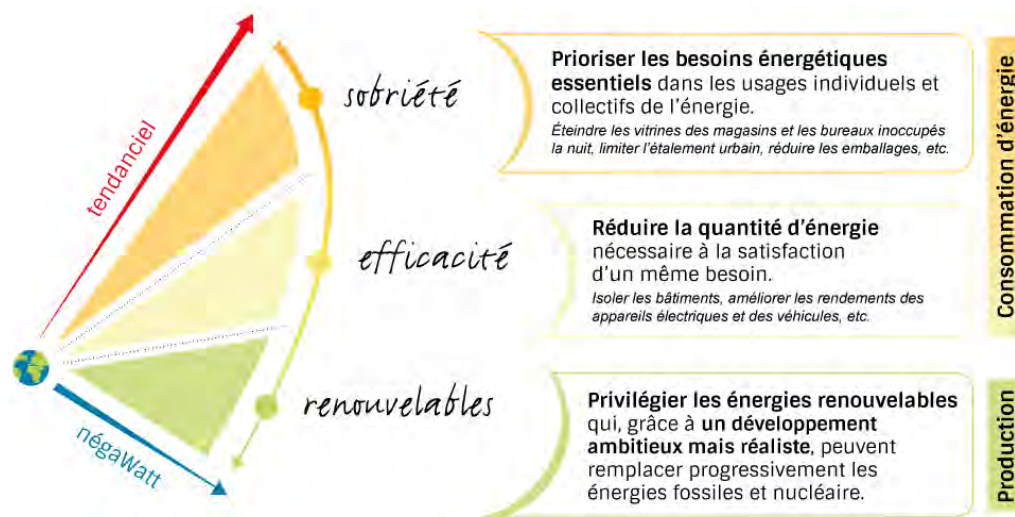 tendanciel
négaWatt
sobriété
Prioriser les besoins énergétiques
essentiels dans les usages individuels et
collectifs de l'énergie.
Éteindre les vitrines des magasins et les bureaux inoccupés
la nuit, limiter l'étalement urbain, réduire les emballages, etc.
efficacité
Réduire la quantité d'énergie
nécessaire à la satisfaction
d'un même besoin.
Isoler les bâtiments, améliorer les rendements des
appareils électriques et des véhicules, etc.
Consommation d'énergie
renouvelables
Privilégier les énergies renouvelables
qui, grâce à un développement
ambitieux mais réaliste, peuvent
remplacer progressivement les
énergies fossiles et nucléaire.
Production